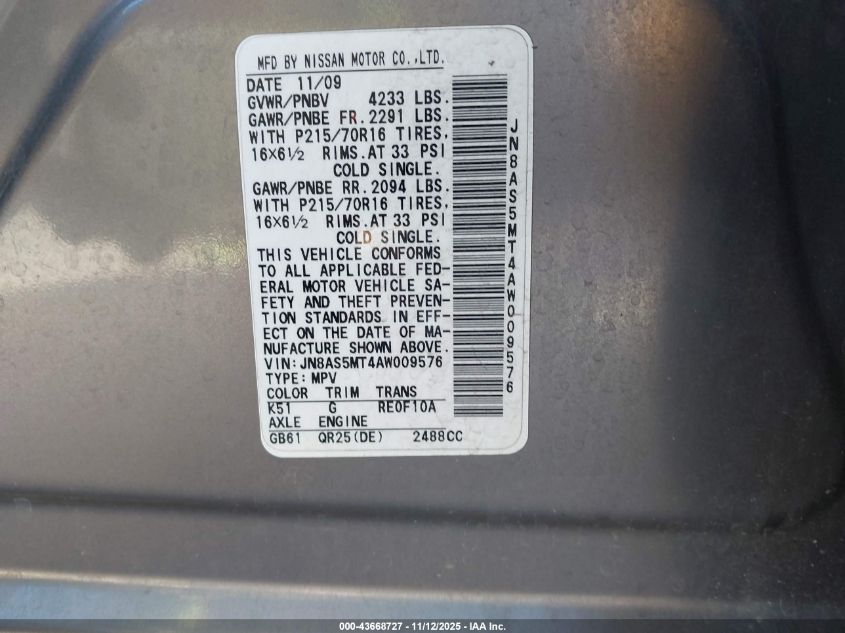 MFD BY NISSAN MOTOR CO.,LTD.
DATE 11/09
GVWR/PNBV 4233 LBS.
GAWR/PNBE FR.2291 LBS.
WITH P215/70R16 TIRES,
16X6½ RIMS.AT 33 PSI
COLD SINGLE.
GAWR/PNBE RR.2094 LBS.
WITH P215/70R16 TIRES,
16X6½ RIMS.AT 33 PSI
COLD SINGLE.
THIS VEHICLE CONFORMS
TO ALL APPLICABLE FED-
ERAL MOTOR VEHICLE SA-
FETY AND THEFT PREVEN-
TION STANDARDS IN EFF-
ECT ON THE DATE OF MA-
NUFACTURE SHOWN ABOVE.
VIN:JN8AS5MT4AW009576
TYPE:MPV
COLOR TRIM TRANS
K51 G RE0F10A
AXLE ENGINE
GB61 QR25(DE) 2488CC
JN8AS5MT4AW009576
000-43668727 - 11/12/2025 - IAA Inc.